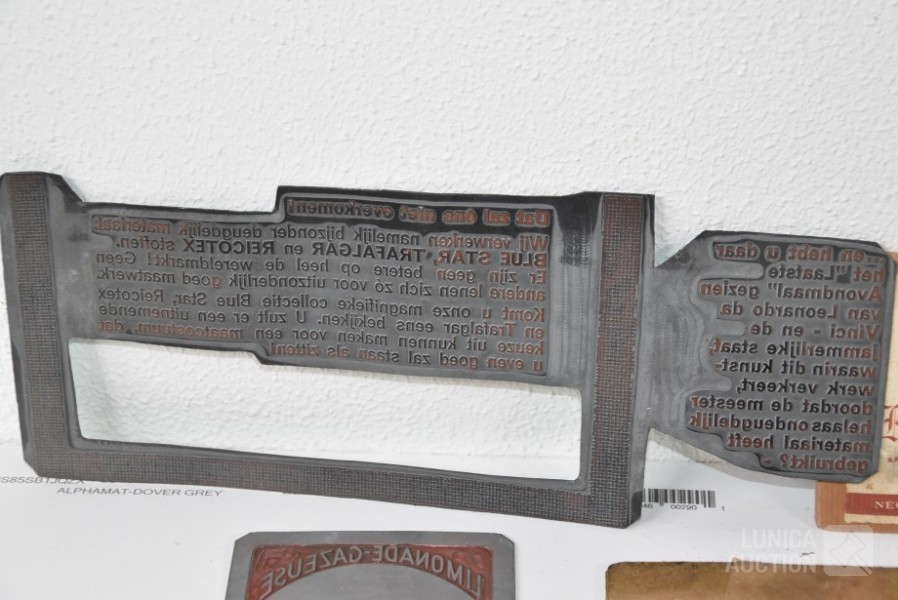 ... en hebt u daar
het "Laatste
Avondmaal" gezien
van Leonardo da
Vinci - en de
jammerlijke staat,
waarin dit kunst-
werk verkeert,
doordat de meester
helaas ondeugdelijk
materiaal heeft
gebruikt?
Dat zal ons niet overkomen!
Wij verwerken namelijk bijzonder deugdelijk materiaal
BLUE STAR, TRAFALGAR en REICOTEX stoffen.
Er zijn geen betere op de heel de wereldmarkt! Geen
andere lenen zich zó voor uitzonderlijk goed maatwerk.
Komt u onze magnifieke collectie Blue Star, Reicotex
en Trafalgar eens bekijken. U zult er een uitnemende
keuze uit kunnen maken voor een maatcostuum, dat
u even goed zal staan als zitten!
ALPHAMAT-DOVER GREY
00290 1
LIMONADE-GAZEUSE
LUNICA
AUCTION